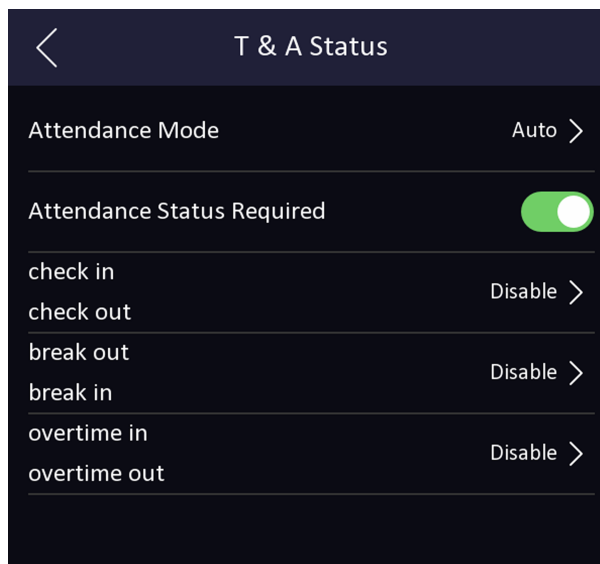 T & A Status
Attendance Mode Auto
Attendance Status Required
check in
check out
Disable
break out
break in
Disable
overtime in
overtime out
Disable